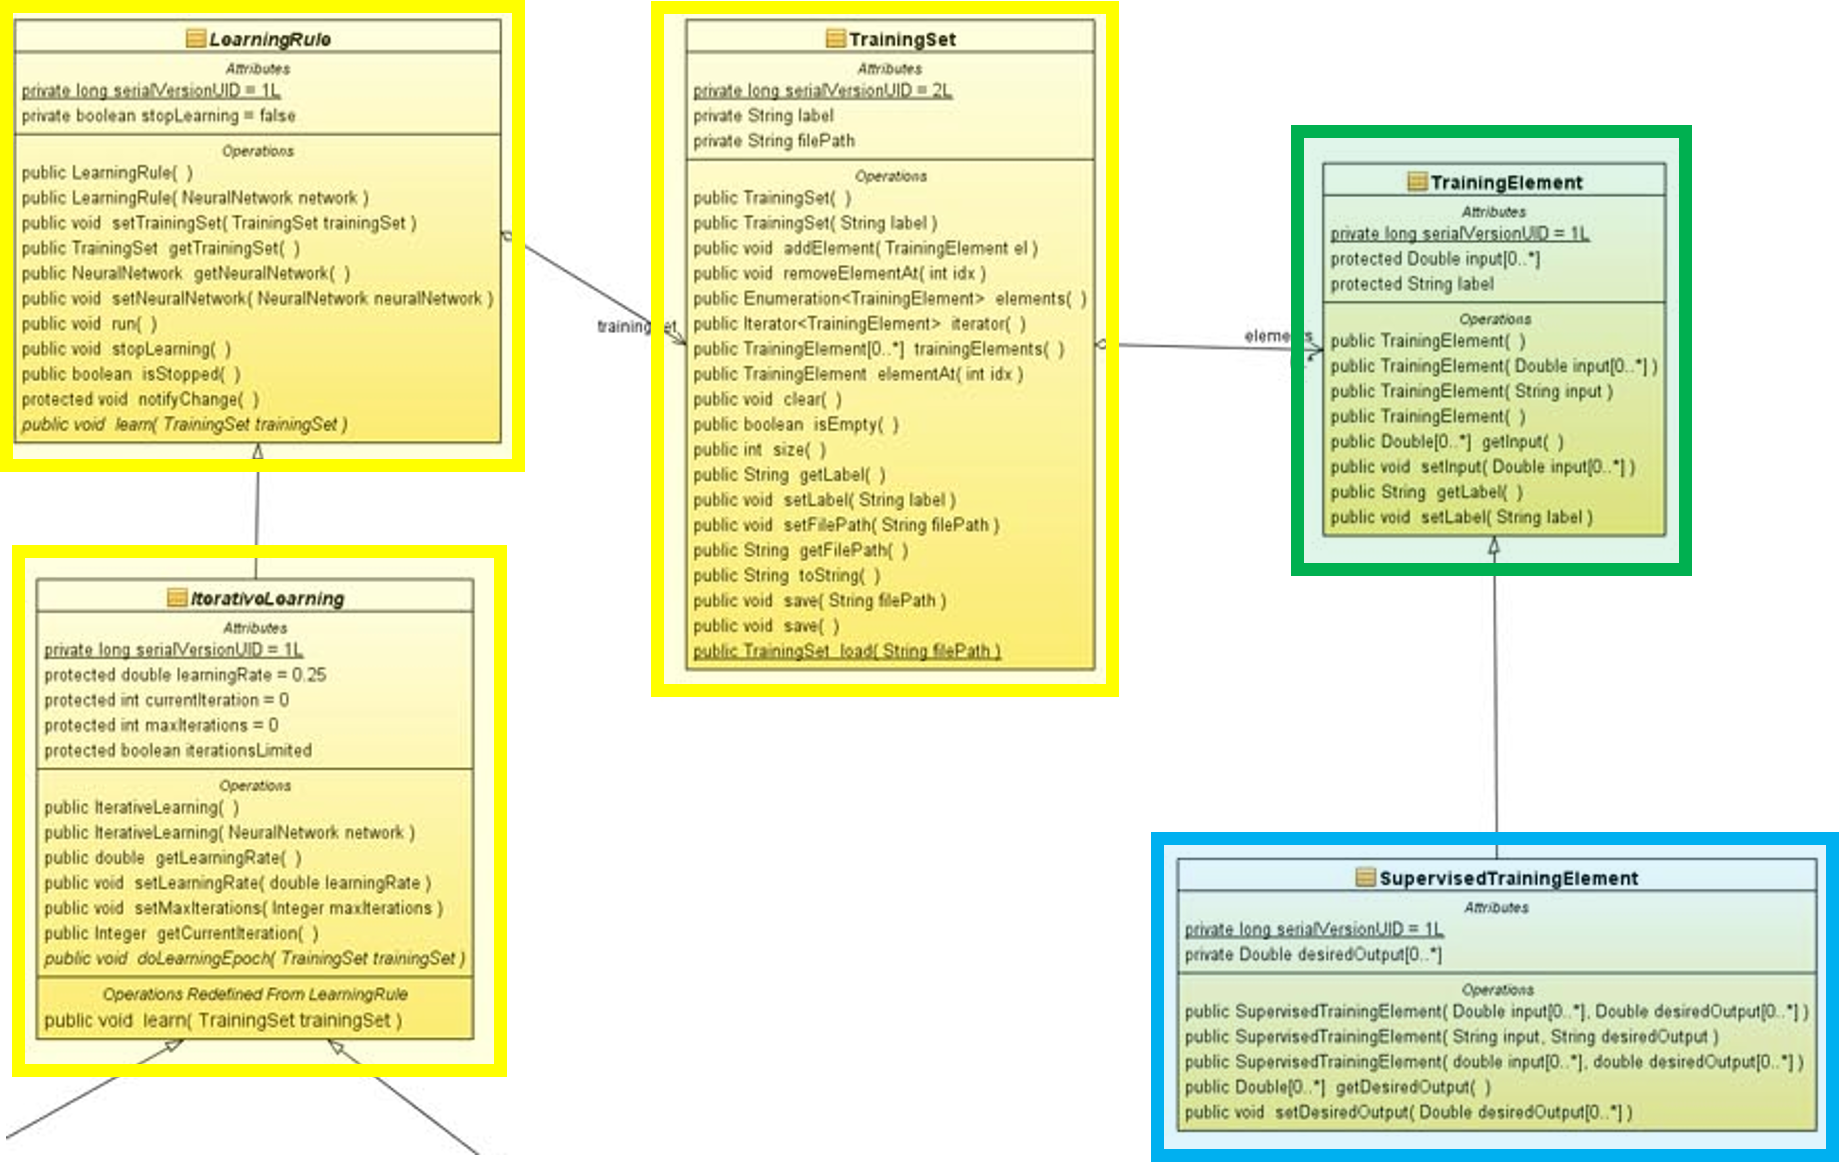 LearningRule
Attributes
private long serialVersionUID = 1L
private boolean stopLearning = false
Operations
public LearningRule( )
public LearningRule( NeuralNetwork network )
public void setTrainingSet( TrainingSet trainingSet )
public TrainingSet getTrainingSet( )
public NeuralNetwork getNeuralNetwork( )
public void setNeuralNetwork( NeuralNetwork neuralNetwork )
public void run( )
public void stopLearning( )
public boolean isStopped( )
protected void notifyChange( )
public void learn( TrainingSet trainingSet )
trainingSet
TrainingSet
Attributes
private long serialVersionUID = 2L
private String label
private String filePath
Operations
public TrainingSet( )
public TrainingSet( String label )
public void addElement( TrainingElement el )
public void removeElementAt( int idx )
public Enumeration<TrainingElement> elements( )
public Iterator<TrainingElement> iterator( )
public TrainingElement[0..*] trainingElements( )
public TrainingElement elementAt( int idx )
public void clear( )
public boolean isEmpty( )
public int size( )
public String getLabel( )
public void setLabel( String label )
public void setFilePath( String filePath )
public String getFilePath( )
public String toString( )
public void save( String filePath )
public void save( )
public TrainingSet load( String filePath )
elements
TrainingElement
Attributes
private long serialVersionUID = 1L
protected Double input[0..*]
protected String label
Operations
public TrainingElement( )
public TrainingElement( Double input[0..*] )
public TrainingElement( String input )
public TrainingElement( )
public Double[0..*] getInput( )
public void setInput( Double input[0..*] )
public String getLabel( )
public void setLabel( String label )
IterativeLearning
Attributes
private long serialVersionUID = 1L
protected double learningRate = 0.25
protected int currentIteration = 0
protected int maxIterations = 0
protected boolean iterationsLimited
Operations
public IterativeLearning( )
public IterativeLearning( NeuralNetwork network )
public double getLearningRate( )
public void setLearningRate( double learningRate )
public void setMaxIterations( Integer maxIterations )
public Integer getCurrentIteration( )
public void doLearningEpoch( TrainingSet trainingSet )
Operations Redefined From LearningRule
public void learn( TrainingSet trainingSet )
SupervisedTrainingElement
Attributes
private long serialVersionUID = 1L
private Double desiredOutput[0..*]
Operations
public SupervisedTrainingElement( Double input[0..*], Double desiredOutput[0..*] )
public SupervisedTrainingElement( String input, String desiredOutput )
public SupervisedTrainingElement( double input[0..*], double desiredOutput[0..*] )
public Double[0..*] getDesiredOutput( )
public void setDesiredOutput( Double desiredOutput[0..*] )